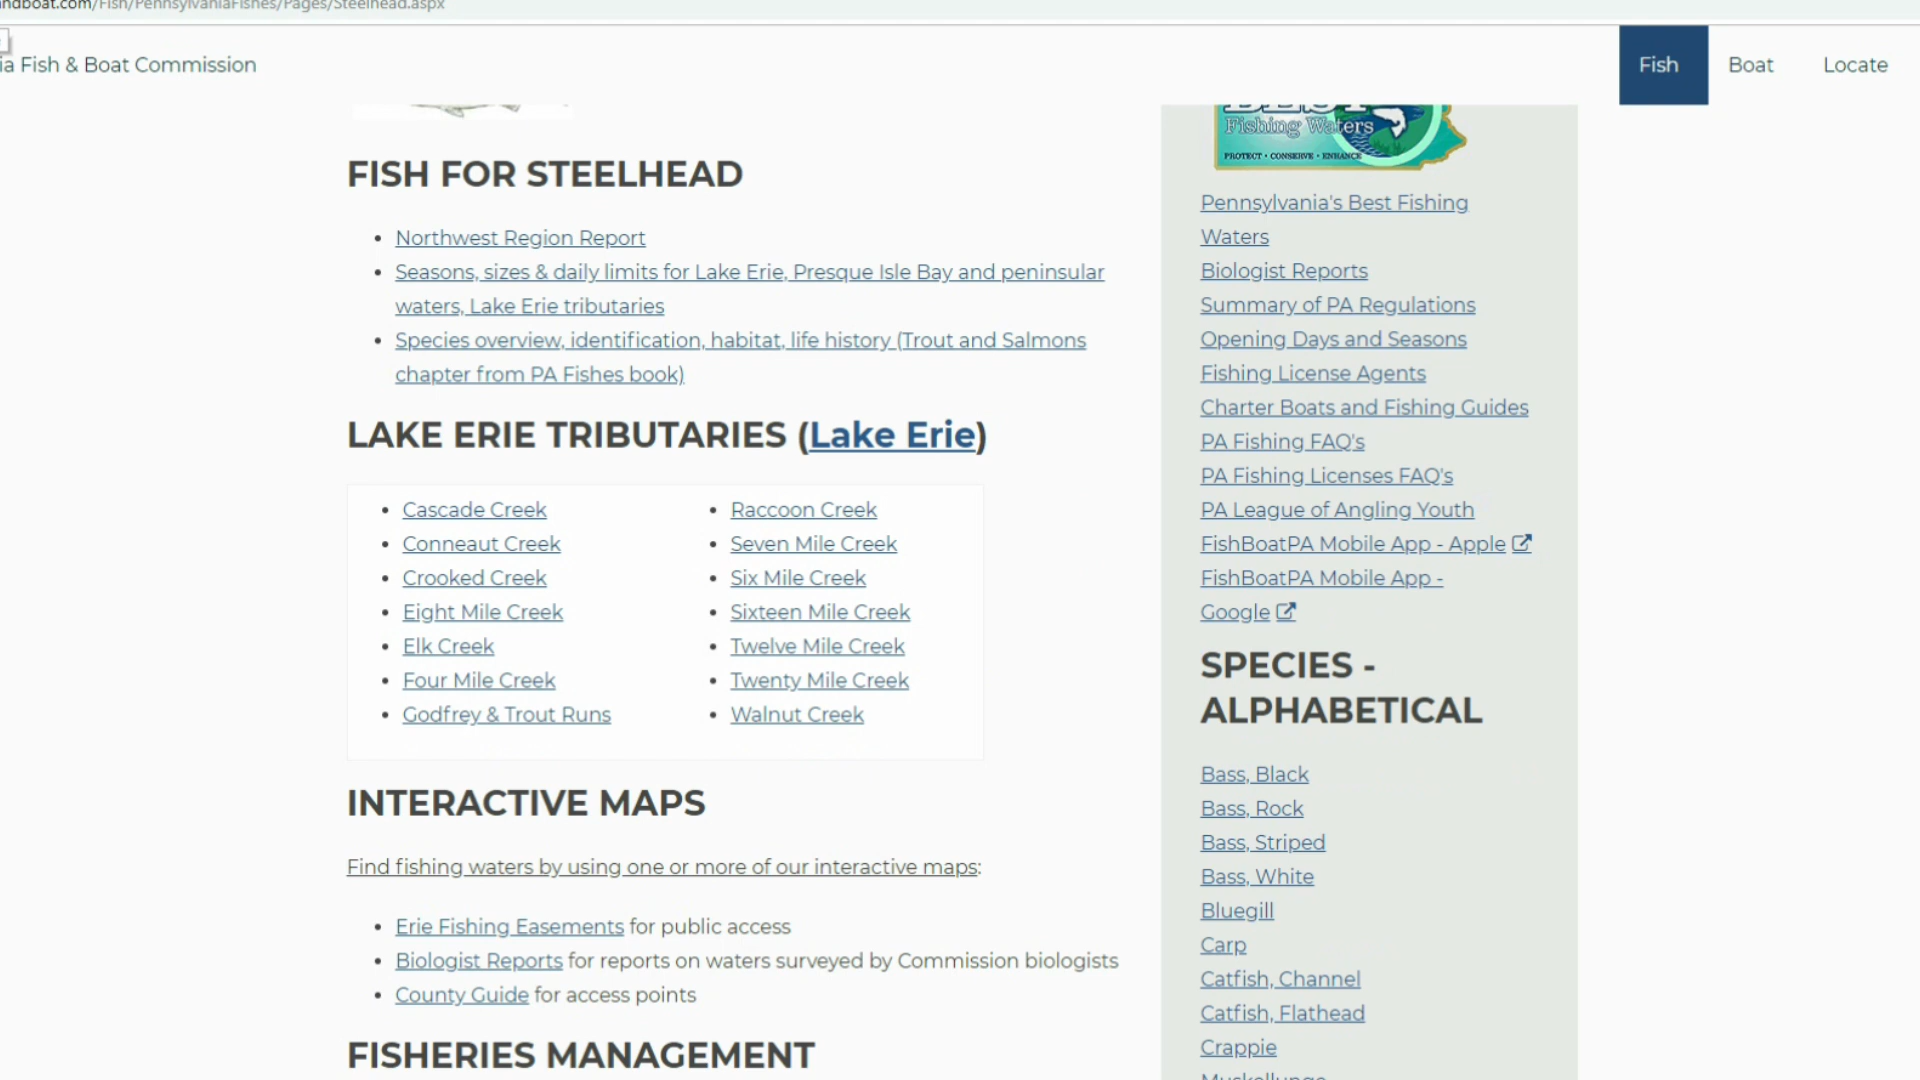 ndboat.com/Fish/PennsylvaniaFishes/Pages/Steelhead.aspx
ia Fish & Boat Commission
Fish
Boat
Locate
BEST
Fishing Waters
PROTECT • CONSERVE • ENHANCE
FISH FOR STEELHEAD
• Northwest Region Report
• Seasons, sizes & daily limits for Lake Erie, Presque Isle Bay and peninsular
waters, Lake Erie tributaries
• Species overview, identification, habitat, life history (Trout and Salmons
chapter from PA Fishes book)
LAKE ERIE TRIBUTARIES (Lake Erie)
• Cascade Creek
• Conneaut Creek
• Crooked Creek
• Eight Mile Creek
• Elk Creek
• Four Mile Creek
• Godfrey & Trout Runs
• Raccoon Creek
• Seven Mile Creek
• Six Mile Creek
• Sixteen Mile Creek
• Twelve Mile Creek
• Twenty Mile Creek
• Walnut Creek
INTERACTIVE MAPS
Find fishing waters by using one or more of our interactive maps:
• Erie Fishing Easements for public access
• Biologist Reports for reports on waters surveyed by Commission biologists
• County Guide for access points
FISHERIES MANAGEMENT
Pennsylvania's Best Fishing
Waters
Biologist Reports
Summary of PA Regulations
Opening Days and Seasons
Fishing License Agents
Charter Boats and Fishing Guides
PA Fishing FAQ's
PA Fishing Licenses FAQ's
PA League of Angling Youth
FishBoatPA Mobile App - Apple
FishBoatPA Mobile App -
Google
SPECIES -
ALPHABETICAL
Bass, Black
Bass, Rock
Bass, Striped
Bass, White
Bluegill
Carp
Catfish, Channel
Catfish, Flathead
Crappie
Muskellunge